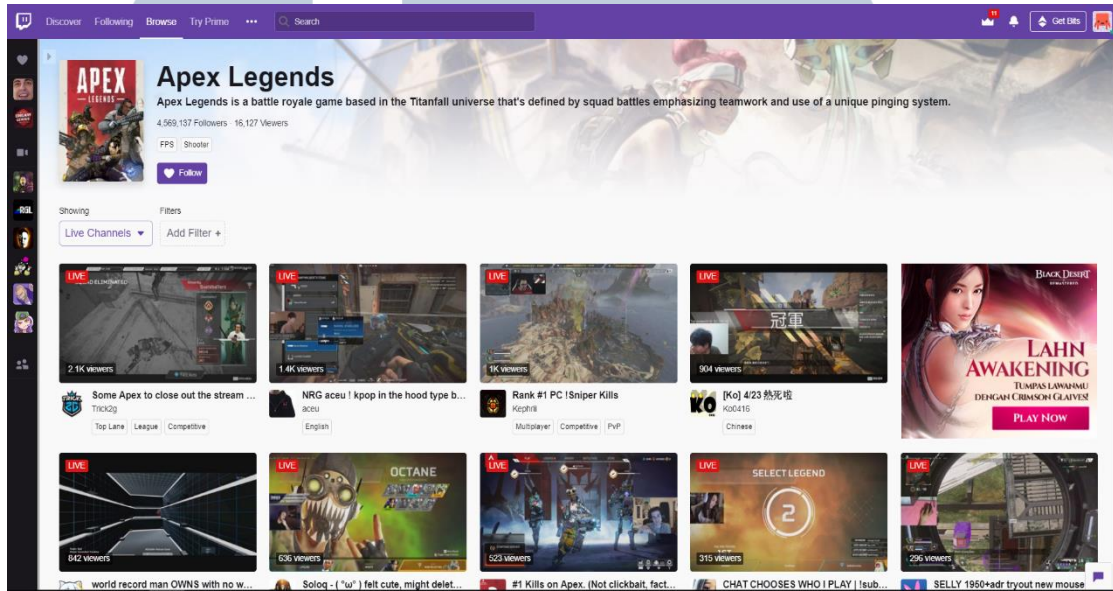 Discover Following Browse Try Prime ••• Search 11 Get Bits
APEX
LEGENDS
Apex Legends
Apex Legends is a battle royale game based in the Titanfall universe that's defined by squad battles emphasizing teamwork and use of a unique pinging system.
4,569,137 Followers · 16,127 Viewers
FPS Shooter
Follow
RGL
Showing Filters
Live Channels Add Filter +
LIVE
SQUAD ELIMINATED
2.1K viewers
Some Apex to close out the stream ...
Trick2g
Top Lane League Competitive
LIVE
1.4K viewers
NRG aceu ! kpop in the hood type b...
aceu
English
LIVE
1K viewers
Rank #1 PC !Sniper Kills
Kephrii
Multiplayer Competitive PvP
LIVE
冠軍
904 viewers
KO
[Ko] 4/23 熱死啦
Ko0416
Chinese
BLACK DESERT
LAHN
AWAKENING
TUMPAS LAWANMU
DENGAN CRIMSON GLAIVES!
PLAY NOW
LIVE
842 viewers
world record man OWNS with no w...
LIVE
OCTANE
636 viewers
Soloq - ( "ω" ) felt cute, might delet...
LIVE
523 viewers
#1 Kills on Apex. (Not clickbait, fact...
LIVE
SELECT LEGEND
2
315 viewers
CHAT CHOOSES WHO I PLAY | !sub...
LIVE
296 viewers
SELLY 1950+adr tryout new mouse